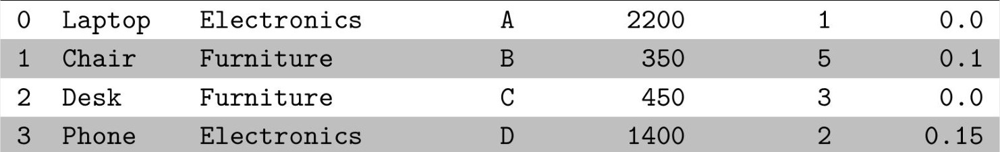 0 Laptop Electronics A 2200 1 0.0
1 Chair Furniture B 350 5 0.1
2 Desk Furniture C 450 3 0.0
3 Phone Electronics D 1400 2 0.15